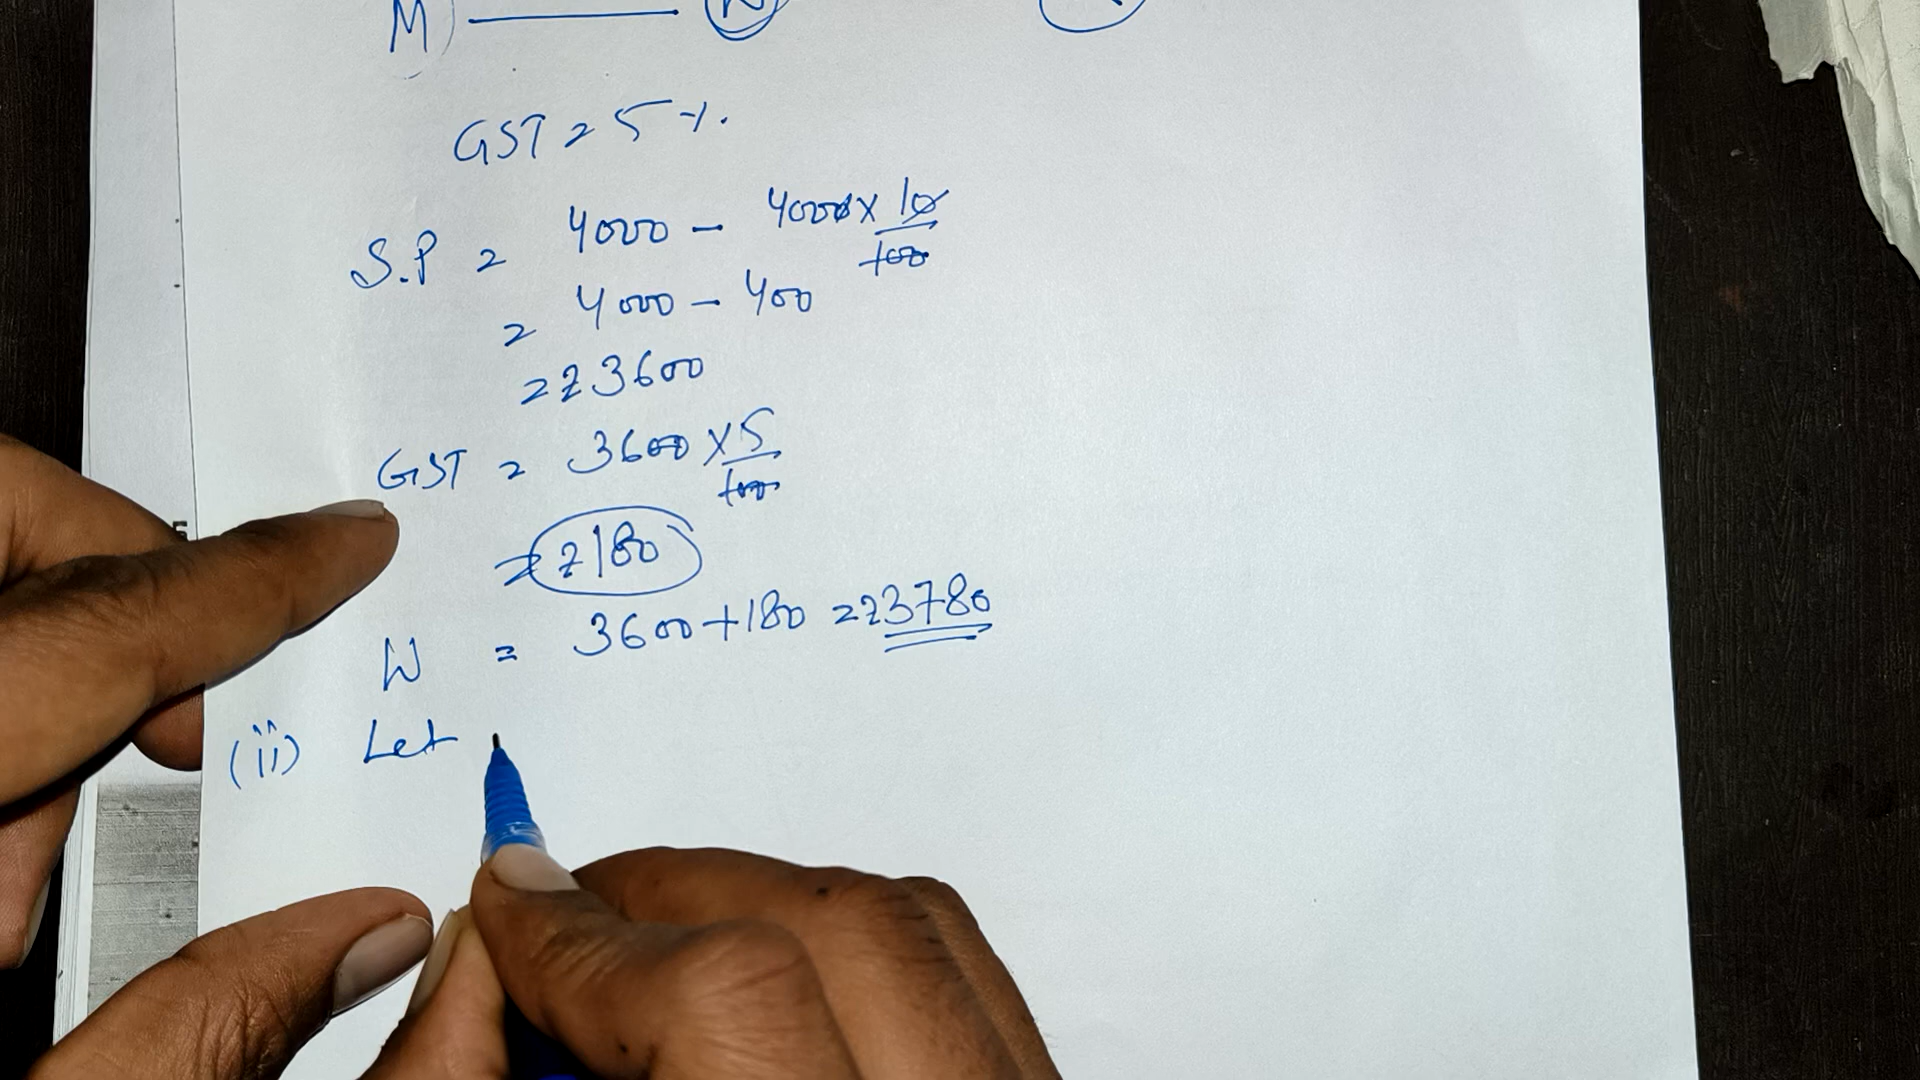 M
GST = 5%.
S.P = 4000 - 4000 x 10/100
= 4000 - 400
= ₹3600
GST = 3600 x 5/100
= ₹180
W = 3600+180 = ₹3780
(ii) Let